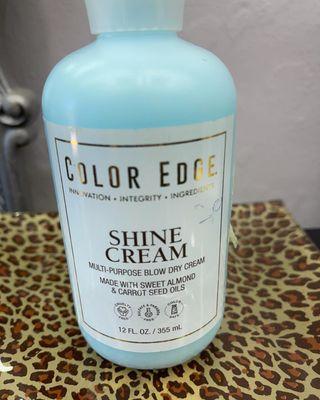 COLOR EDGE
INNOVATION • INTEGRITY • INGREDIENTS
SHINE
CREAM
MULTI-PURPOSE BLOW DRY CREAM
MADE WITH SWEET ALMOND
& CARROT SEED OILS
12 FL. OZ. / 355 mL